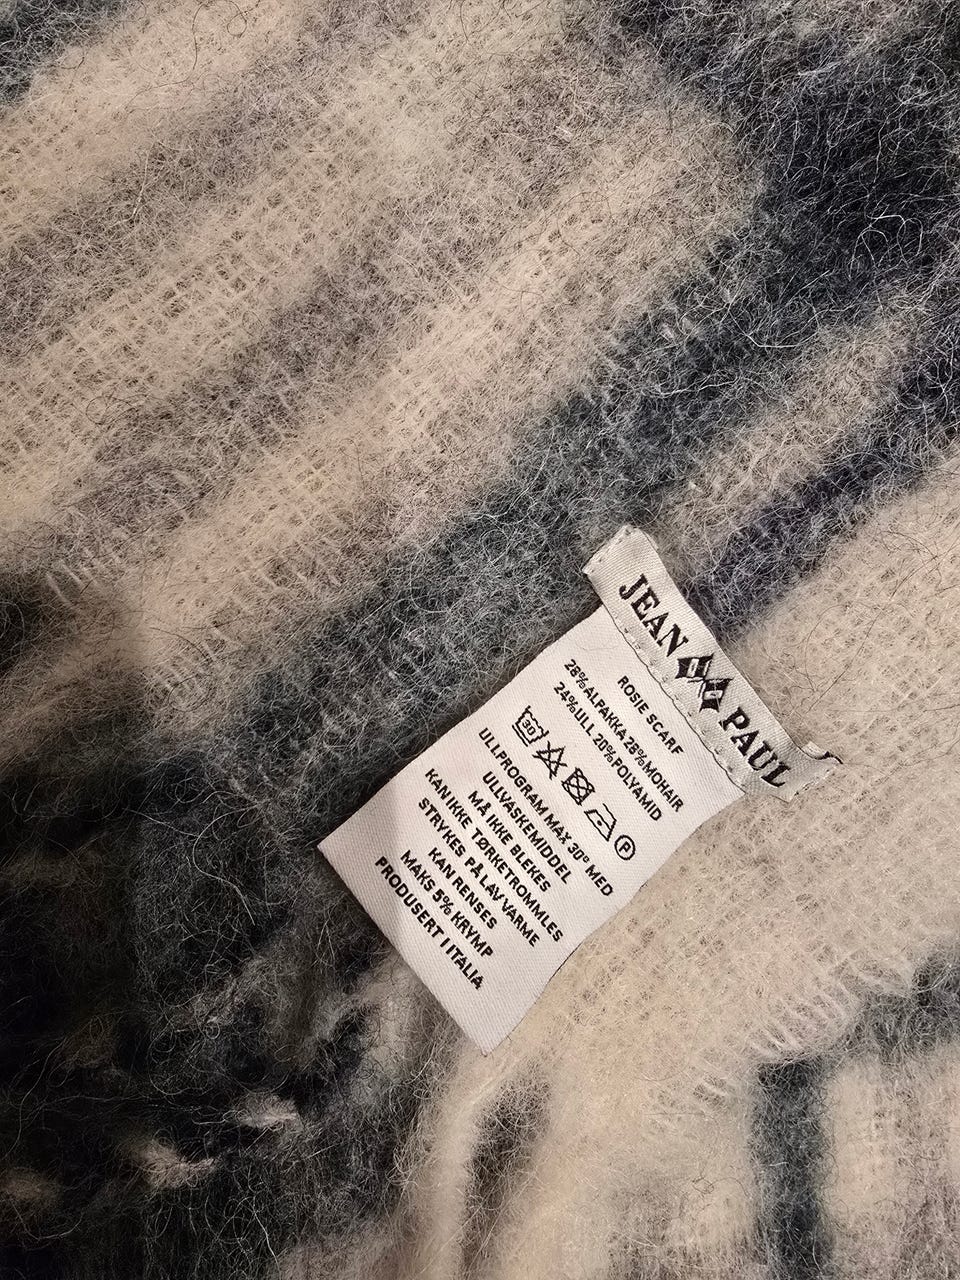 JEAN PAUL
ROSIE SCARF
28%ALPAKKA 28%MOHAIR
24%ULL 20%POLYAMID
30 P
ULLPROGRAM MAX 30° MED
ULLVASKEMIDDEL
MÅ IKKE BLEKES
KAN IKKE TØRKETROMMLES
STRYKES PÅ LAV VARME
KAN RENSES
MAKS 5% KRYMP
PRODUSERT I ITALIA